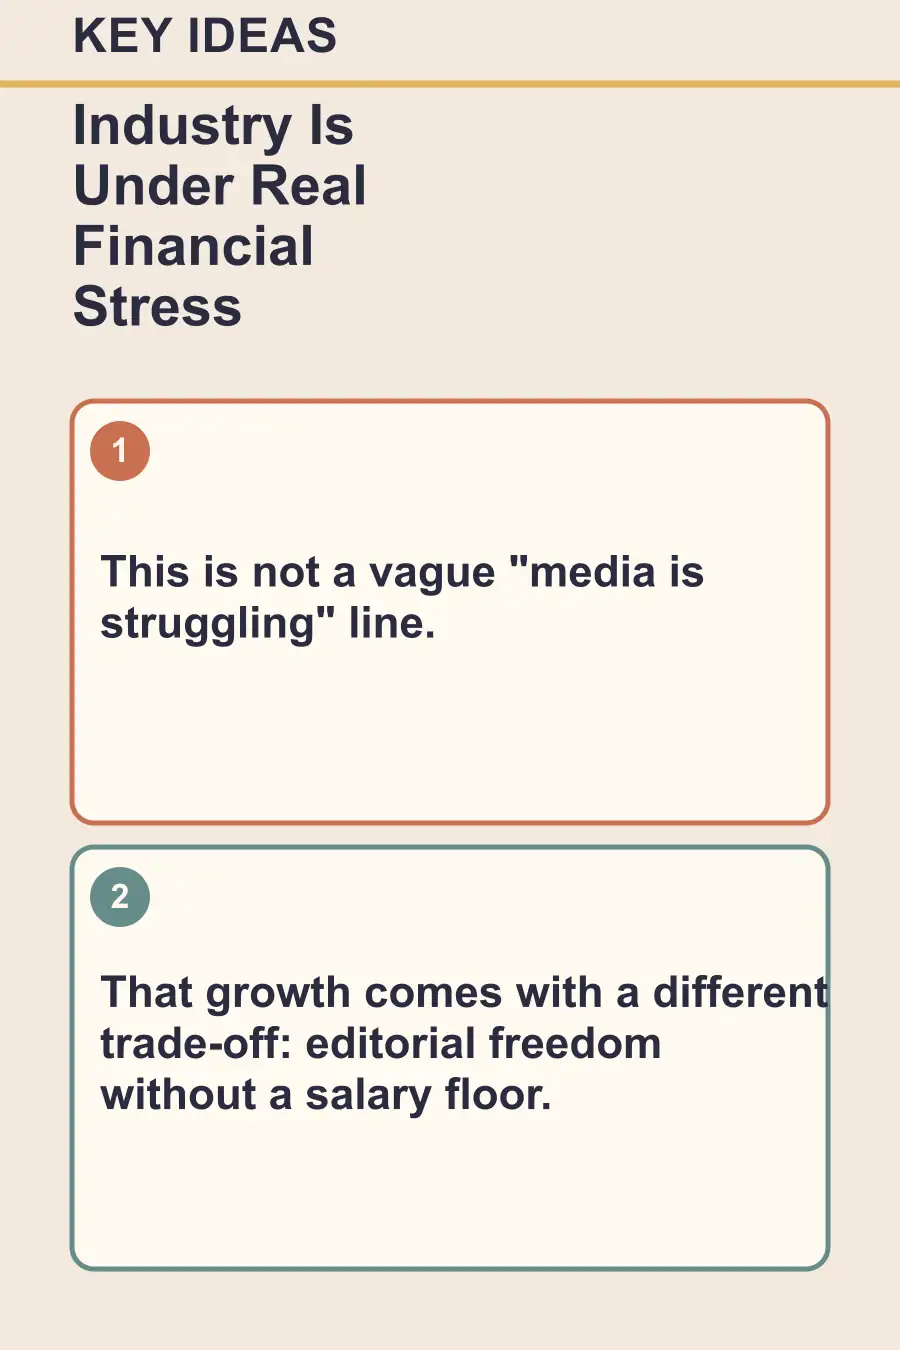 KEY IDEAS
Industry Is
Under Real
Financial
Stress
1
This is not a vague "media is
struggling" line.
2
That growth comes with a different
trade-off: editorial freedom
without a salary floor.